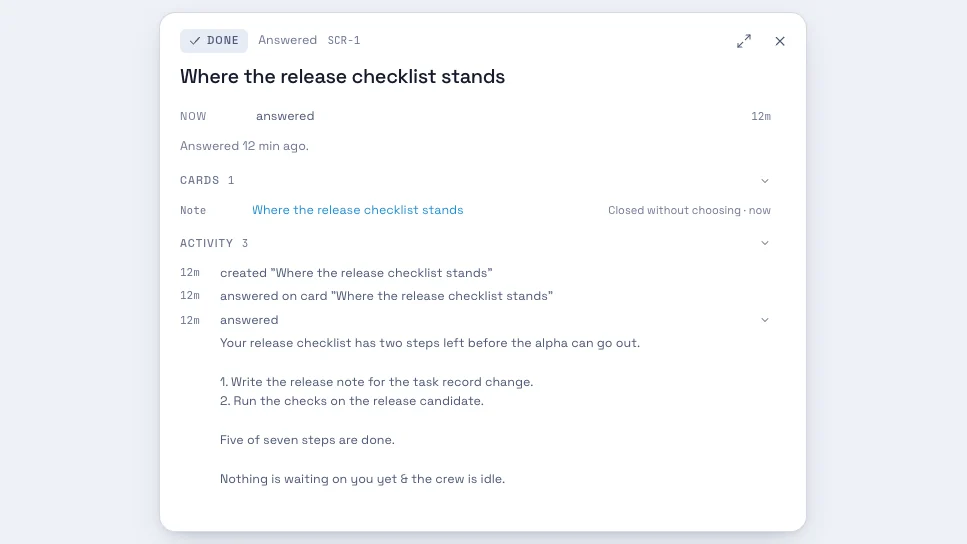 DONE Answered SCR-1
Where the release checklist stands
NOW answered 12m
Answered 12 min ago.
CARDS 1
Note Where the release checklist stands Closed without choosing · now
ACTIVITY 3
12m created "Where the release checklist stands"
12m answered on card "Where the release checklist stands"
12m answered
Your release checklist has two steps left before the alpha can go out.
1. Write the release note for the task record change.
2. Run the checks on the release candidate.
Five of seven steps are done.
Nothing is waiting on you yet & the crew is idle.